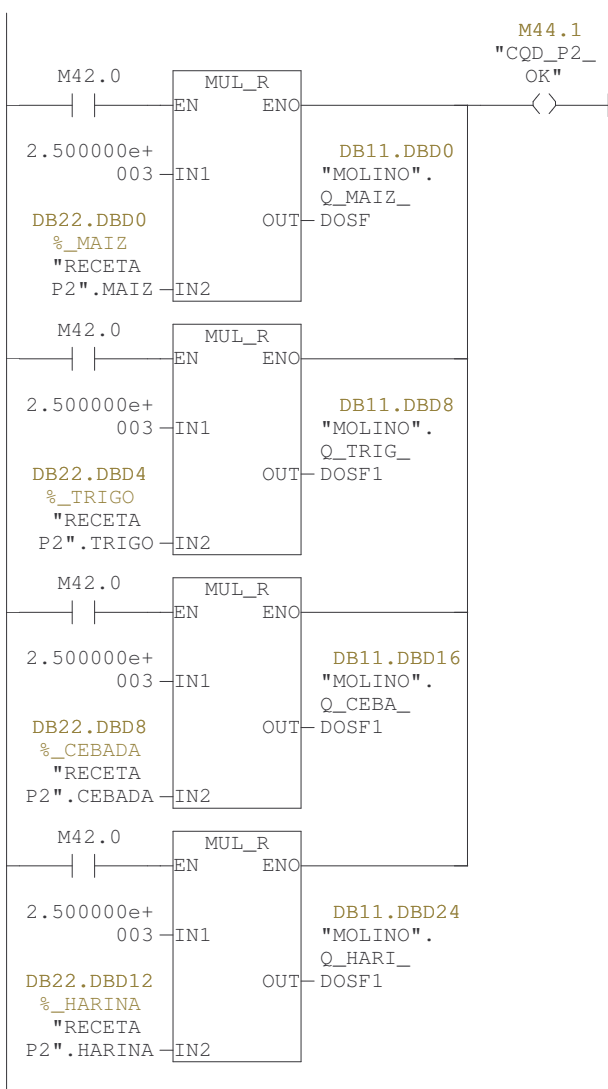 M44.1
"CQD_P2_
OK"
M42.0
MUL_R
EN ENO
2.500000e+
003 IN1
DB11.DBD0
"MOLINO".
Q_MAIZ_
OUT DOSF
DB22.DBD0
%_MAIZ
"RECETA
P2".MAIZ IN2
M42.0
MUL_R
EN ENO
2.500000e+
003 IN1
DB11.DBD8
"MOLINO".
Q_TRIG_
OUT DOSF1
DB22.DBD4
%_TRIGO
"RECETA
P2".TRIGO IN2
M42.0
MUL_R
EN ENO
2.500000e+
003 IN1
DB11.DBD16
"MOLINO".
Q_CEBA_
OUT DOSF1
DB22.DBD8
%_CEBADA
"RECETA
P2".CEBADA IN2
M42.0
MUL_R
EN ENO
2.500000e+
003 IN1
DB11.DBD24
"MOLINO".
Q_HARI_
OUT DOSF1
DB22.DBD12
%_HARINA
"RECETA
P2".HARINA IN2